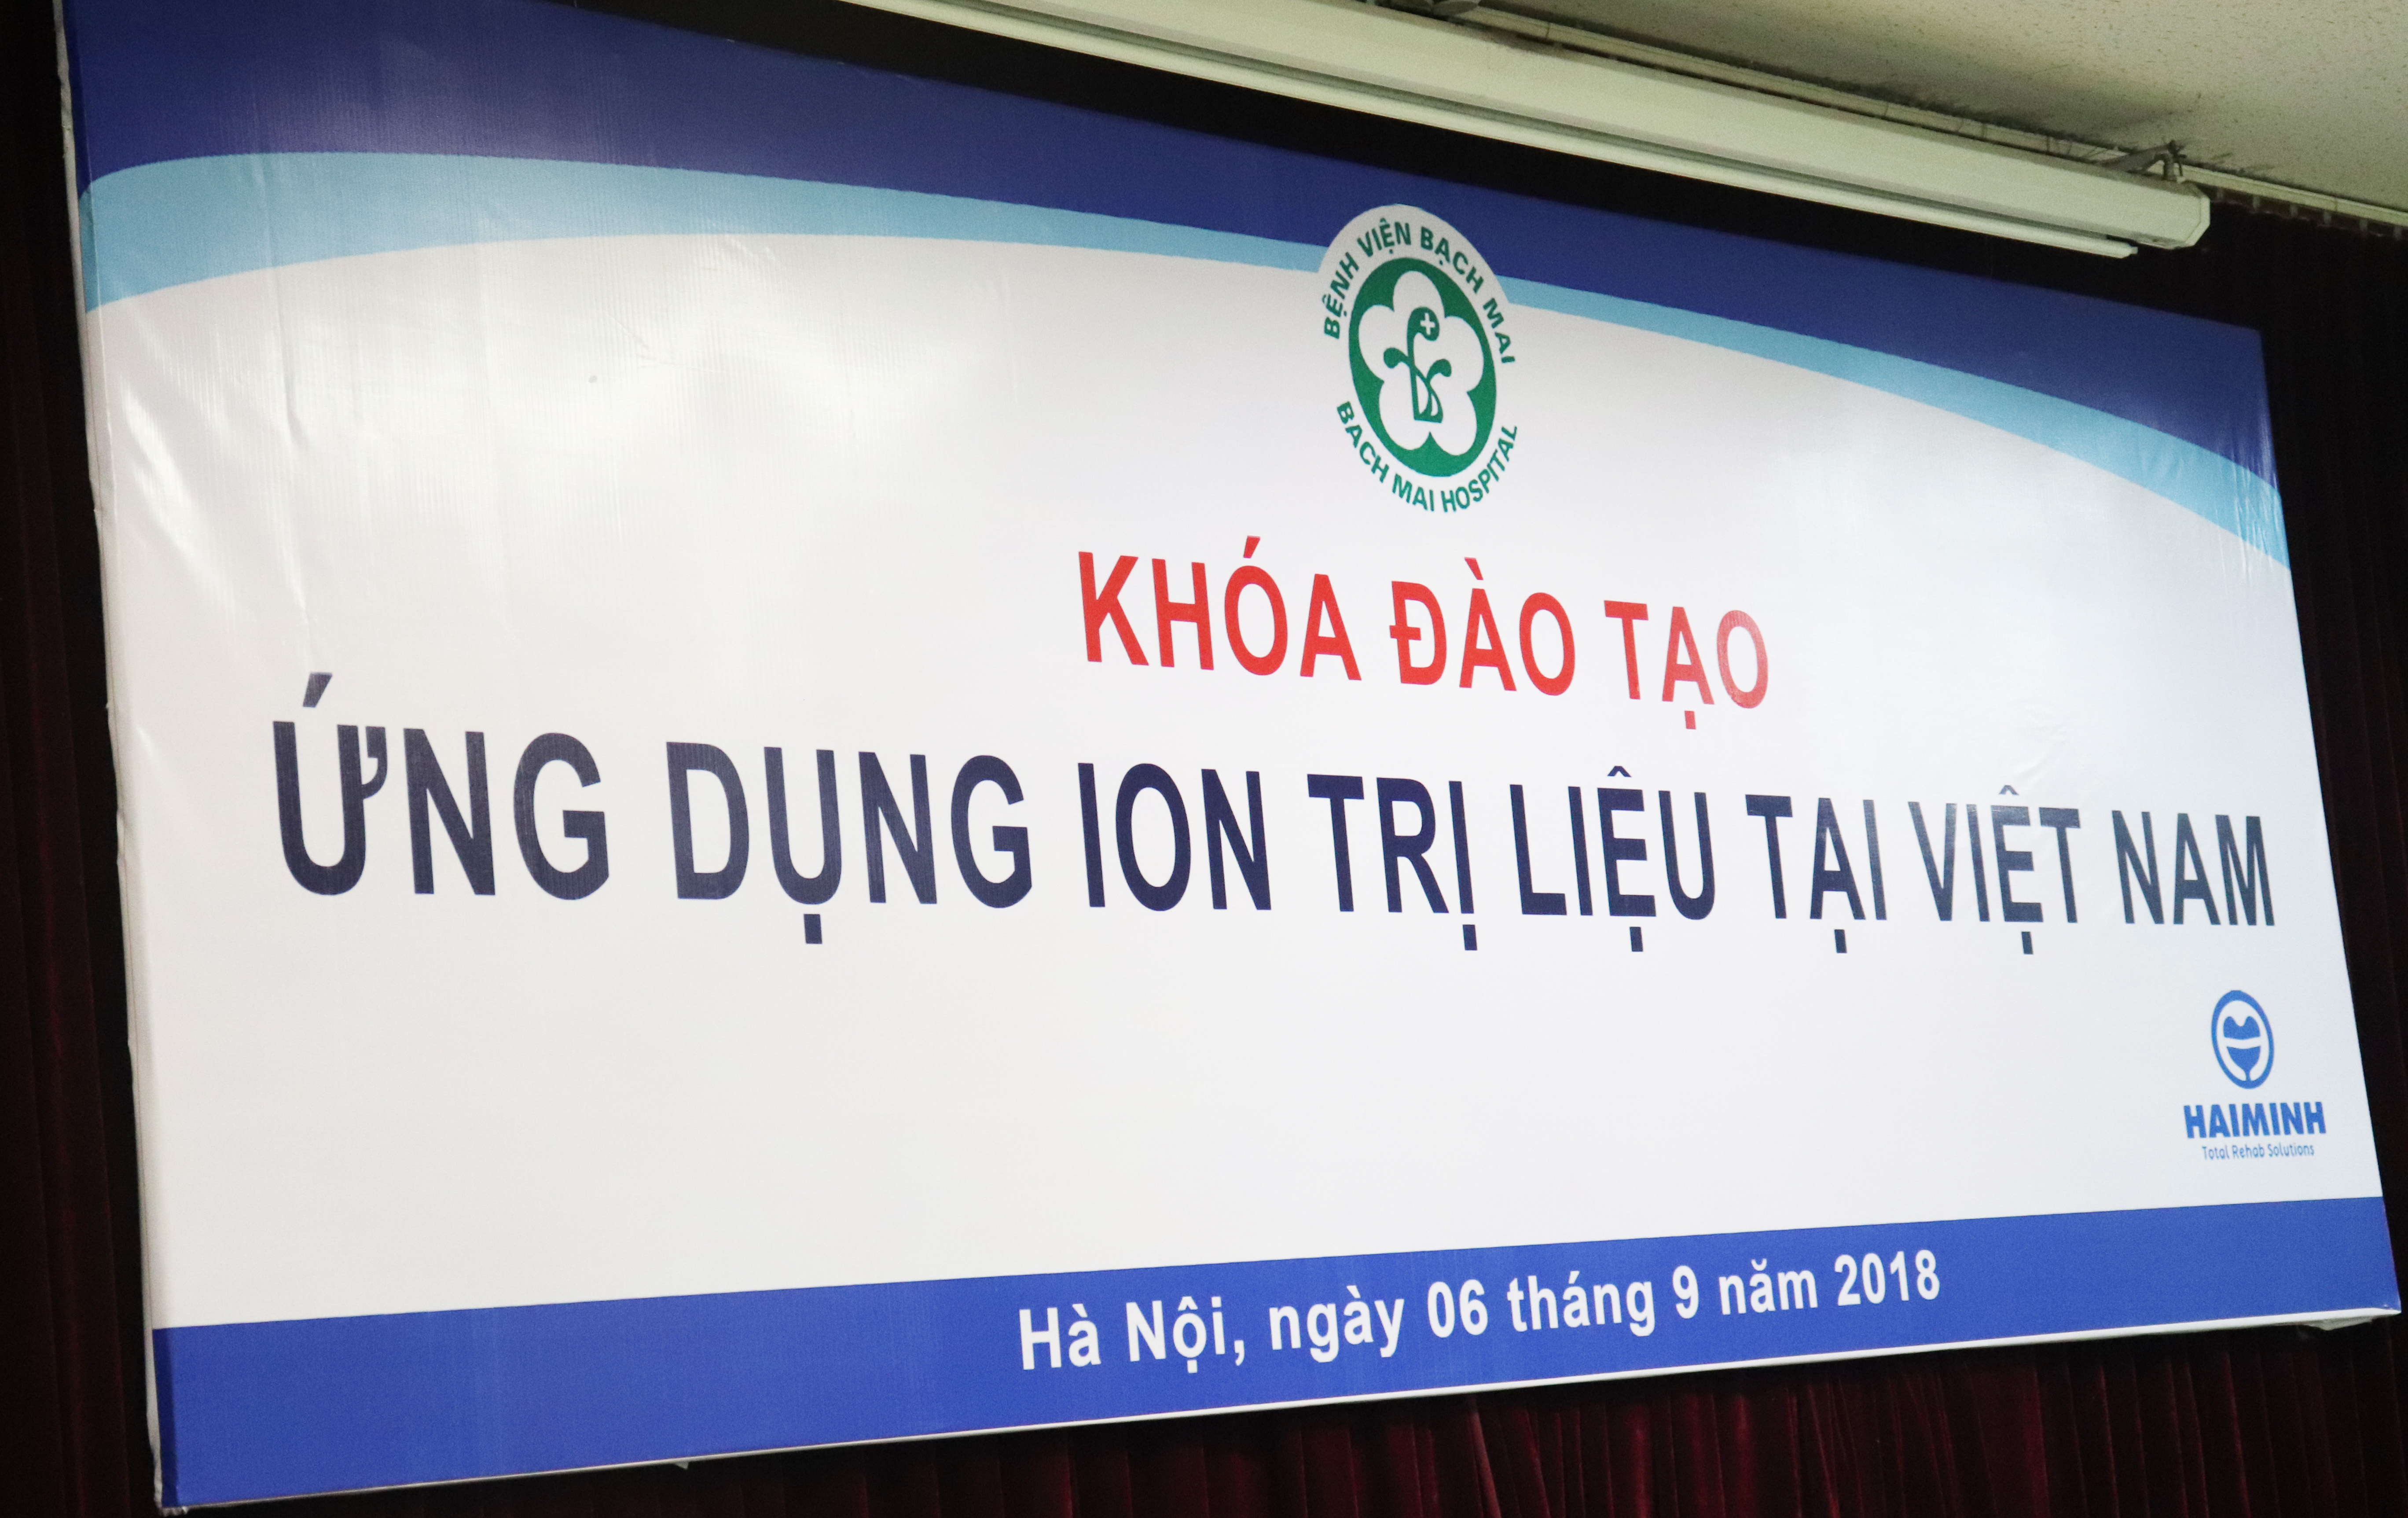 BỆNH VIỆN BẠCH MAI
BACH MAI HOSPITAL
KHÓA ĐÀO TẠO
ỨNG DỤNG ION TRỊ LIỆU TẠI VIỆT NAM
HAIMINH
Total Rehab Solutions
Hà Nội, ngày 06 tháng 9 năm 2018